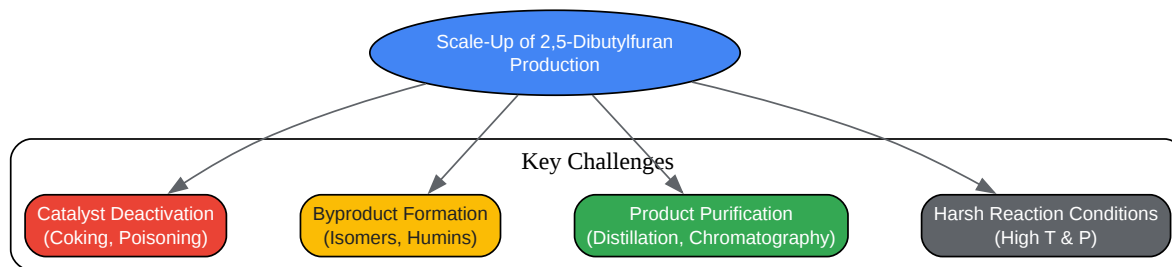 Scale-Up of 2,5-Dibutylfuran
Production
Key Challenges
Catalyst Deactivation
(Coking, Poisoning)
Byproduct Formation
(Isomers, Humins)
Product Purification
(Distillation, Chromatography)
Harsh Reaction Conditions
(High T & P)